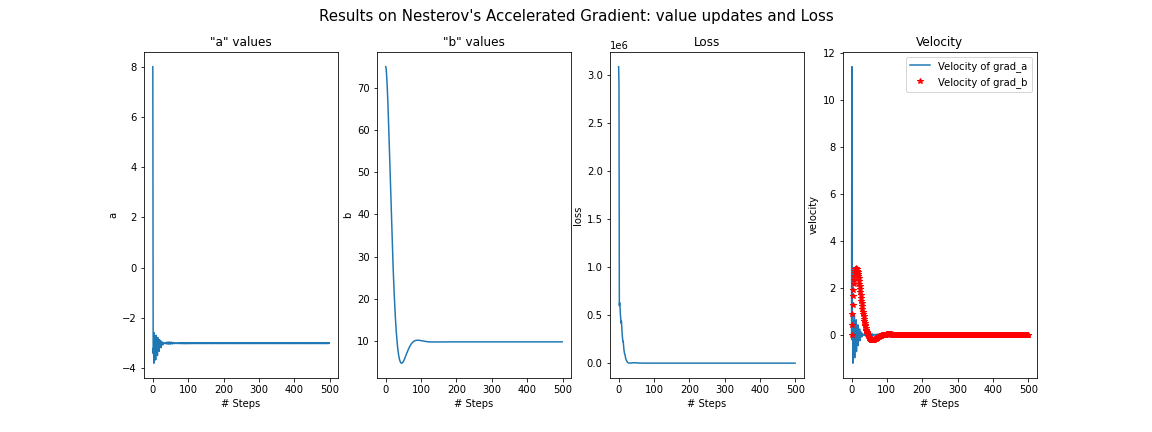 Results on Nesterov's Accelerated Gradient: value updates and Loss
"a" values
8
6
4
2
0
−2
−4
a
0 100 200 300 400 500
# Steps
"b" values
70
60
50
40
30
20
10
b
0 100 200 300 400 500
# Steps
Loss
1e6
3.0
2.5
2.0
1.5
1.0
0.5
0.0
loss
0 100 200 300 400 500
# Steps
Velocity
12
10
8
6
4
2
0
velocity
Velocity of grad_a
Velocity of grad_b
0 100 200 300 400 500
# Steps